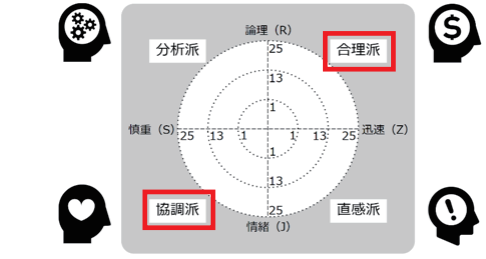 論理（R）
分析派
合理派
25
13
1
慎重（S）
25 13 1 1 13 25
迅速（Z）
1
13
25
協調派
直感派
情緒（J）
$
!